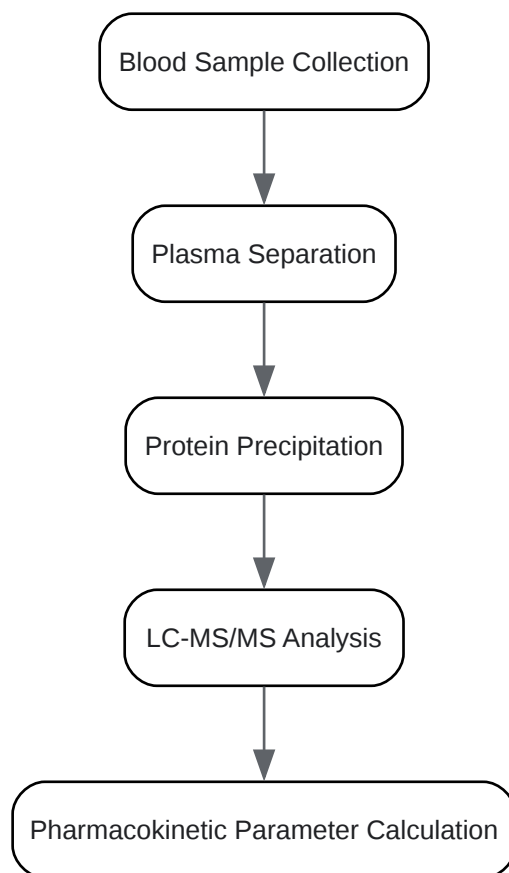 Blood Sample Collection
Plasma Separation
Protein Precipitation
LC-MS/MS Analysis
Pharmacokinetic Parameter Calculation